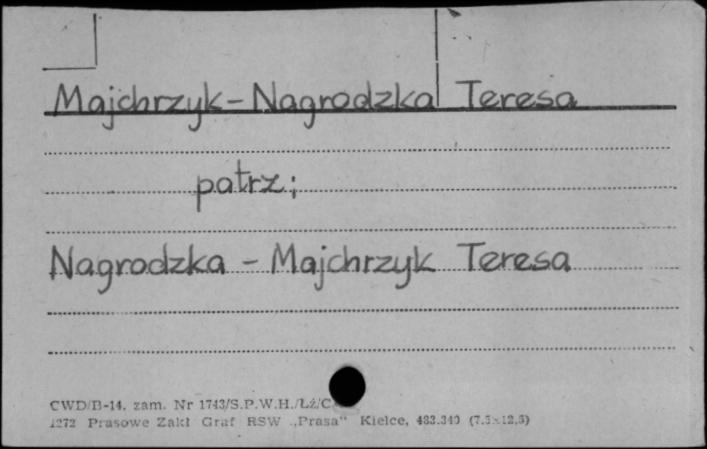 Majchrzyk-Nagrodzka Teresa
patrz;
Nagrodzka - Majchrzyk Teresa
CWD/B-14. zam. Nr 1743/S.P.W.H./Łź/C
1272 Prasowe Zakł Graf RSW „Prasa" Kielce, 483.340 (7.5×12,5)